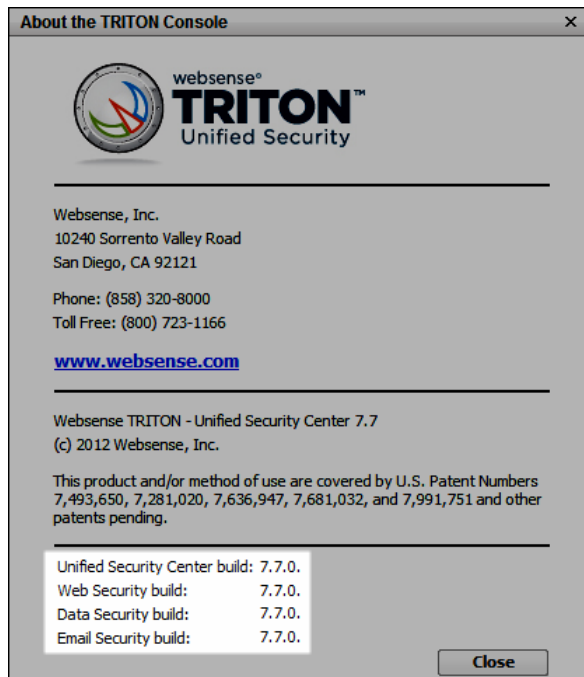 About the TRITON Console ×
websense®
TRITON™
Unified Security
Websense, Inc.
10240 Sorrento Valley Road
San Diego, CA 92121
Phone: (858) 320-8000
Toll Free: (800) 723-1166
www.websense.com
Websense TRITON - Unified Security Center 7.7
(c) 2012 Websense, Inc.
This product and/or method of use are covered by U.S. Patent Numbers
7,493,650, 7,281,020, 7,636,947, 7,681,032, and 7,991,751 and other
patents pending.
Unified Security Center build: 7.7.0.
Web Security build: 7.7.0.
Data Security build: 7.7.0.
Email Security build: 7.7.0.
Close